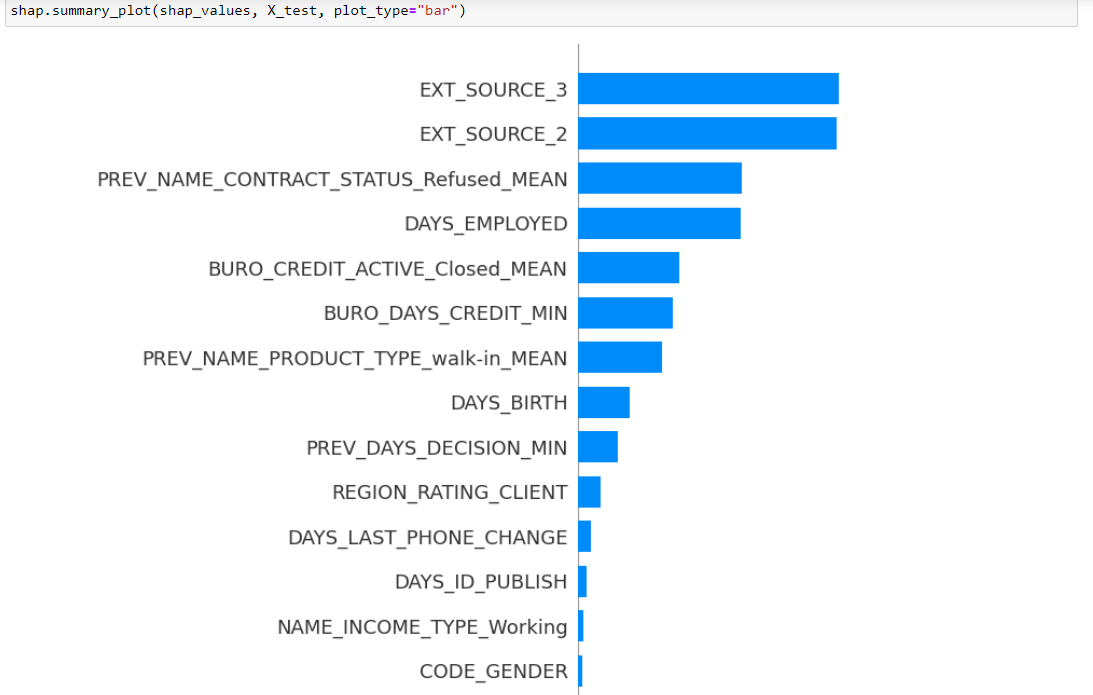 shap.summary_plot(shap_values, X_test, plot_type="bar")
EXT_SOURCE_3
EXT_SOURCE_2
PREV_NAME_CONTRACT_STATUS_Refused_MEAN
DAYS_EMPLOYED
BURO_CREDIT_ACTIVE_Closed_MEAN
BURO_DAYS_CREDIT_MIN
PREV_NAME_PRODUCT_TYPE_walk-in_MEAN
DAYS_BIRTH
PREV_DAYS_DECISION_MIN
REGION_RATING_CLIENT
DAYS_LAST_PHONE_CHANGE
DAYS_ID_PUBLISH
NAME_INCOME_TYPE_Working
CODE_GENDER